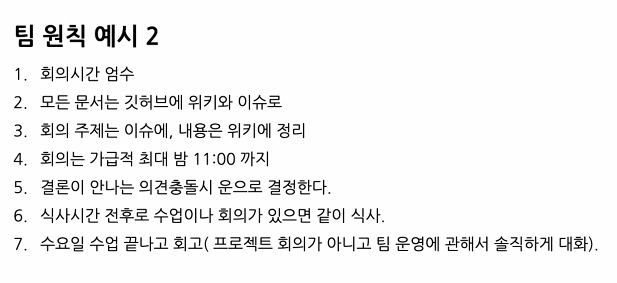 팀 원칙 예시 2
1. 회의시간 엄수
2. 모든 문서는 깃허브에 위키와 이슈로
3. 회의 주제는 이슈에, 내용은 위키에 정리
4. 회의는 가급적 최대 밤 11:00 까지
5. 결론이 안나는 의견충돌시 운으로 결정한다.
6. 식사시간 전후로 수업이나 회의가 있으면 같이 식사.
7. 수요일 수업 끝나고 회고( 프로젝트 회의가 아니고 팀 운영에 관해서 솔직하게 대화).